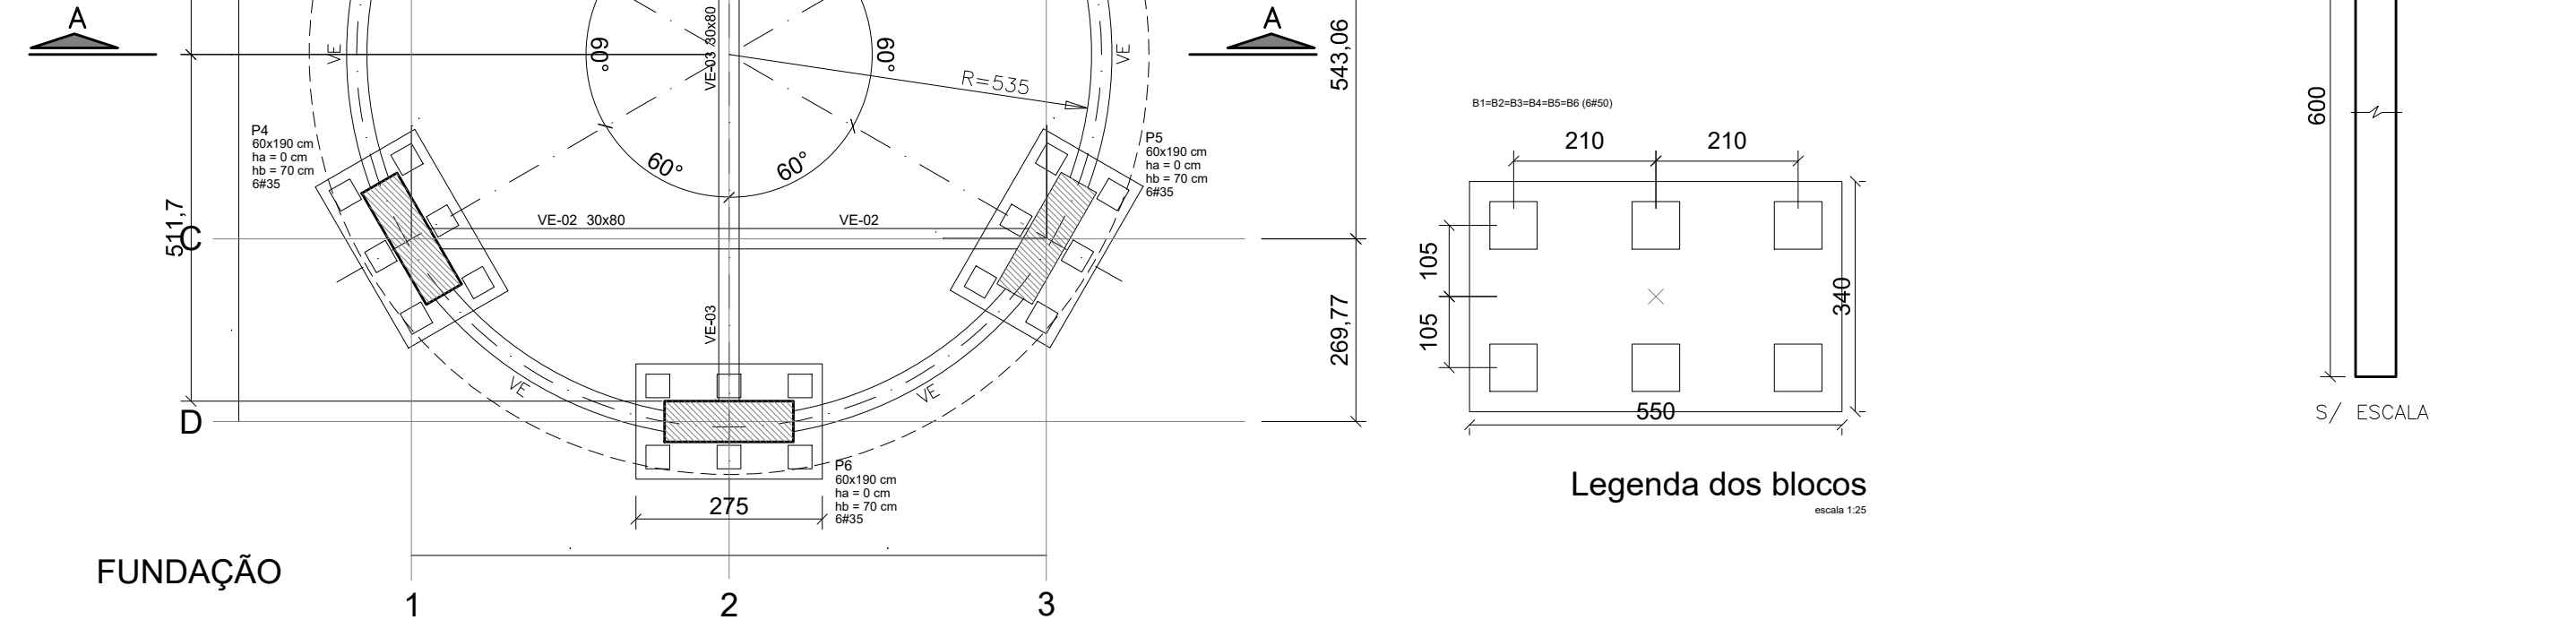 A
A
VE
VE-03 30x80
60°
60°
VE
R=535
543,06
600
B1=B2=B3=B4=B5=B6 (6#50)
210
210
P4
60x190 cm
ha = 0 cm
hb = 70 cm
6#35
P5
60x190 cm
ha = 0 cm
hb = 70 cm
6#35
60°
60°
511,7
C
VE-02 30x80
VE-02
105
105
340
269,77
VE-03
VE
VE
D
550
S/ ESCALA
P6
60x190 cm
ha = 0 cm
hb = 70 cm
6#35
275
Legenda dos blocos
escala 1:25
FUNDAÇÃO
1
2
3